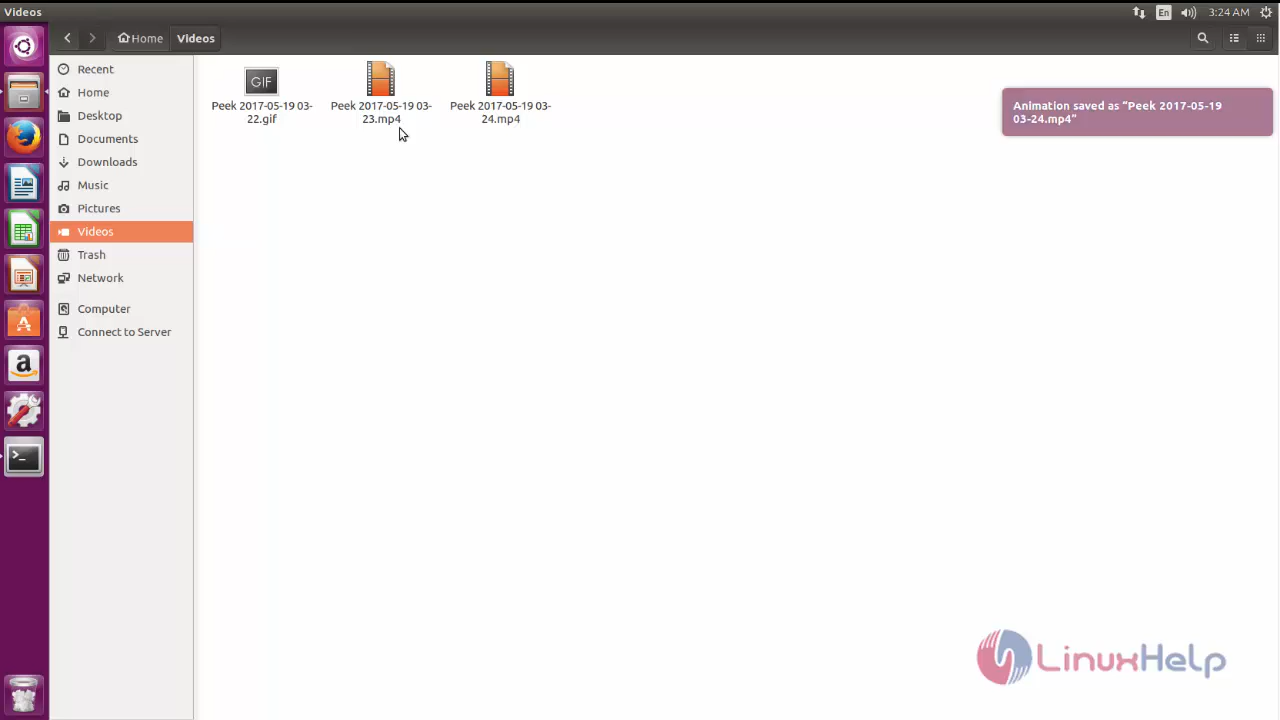 Videos
En
3:24 AM
Home
Videos
Recent
Home
Desktop
Documents
Downloads
Music
Pictures
Videos
Trash
Network
Computer
Connect to Server
GIF
Peek 2017-05-19 03-
22.gif
Peek 2017-05-19 03-
23.mp4
Peek 2017-05-19 03-
24.mp4
Animation saved as “Peek 2017-05-19
03-24.mp4”
a
>_
LinuxHelp